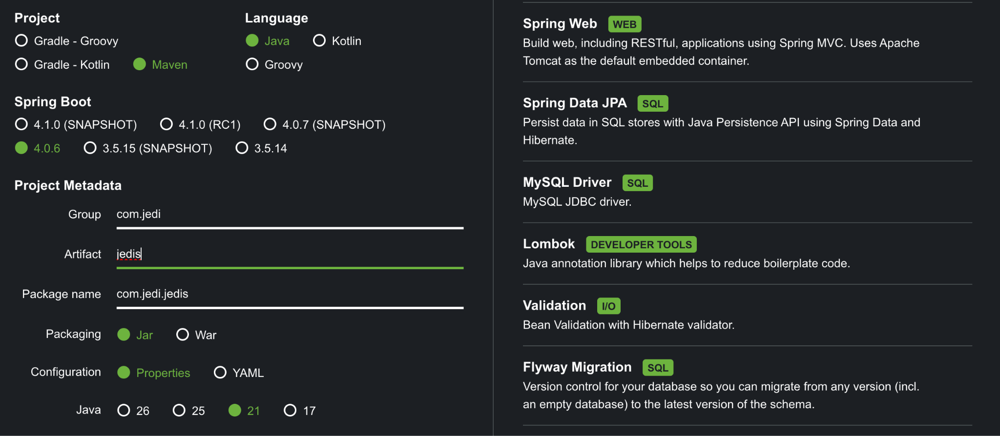 Project
Gradle - Groovy
Gradle - Kotlin Maven
Language
Java Kotlin
Groovy
Spring Boot
4.1.0 (SNAPSHOT) 4.1.0 (RC1) 4.0.7 (SNAPSHOT)
4.0.6 3.5.15 (SNAPSHOT) 3.5.14
Project Metadata
Group com.jedi
Artifact jedis
Package name com.jedi.jedis
Packaging Jar War
Configuration Properties YAML
Java 26 25 21 17
Spring Web WEB
Build web, including RESTful, applications using Spring MVC. Uses Apache
Tomcat as the default embedded container.
Spring Data JPA SQL
Persist data in SQL stores with Java Persistence API using Spring Data and
Hibernate.
MySQL Driver SQL
MySQL JDBC driver.
Lombok DEVELOPER TOOLS
Java annotation library which helps to reduce boilerplate code.
Validation I/O
Bean Validation with Hibernate validator.
Flyway Migration SQL
Version control for your database so you can migrate from any version (incl.
an empty database) to the latest version of the schema.